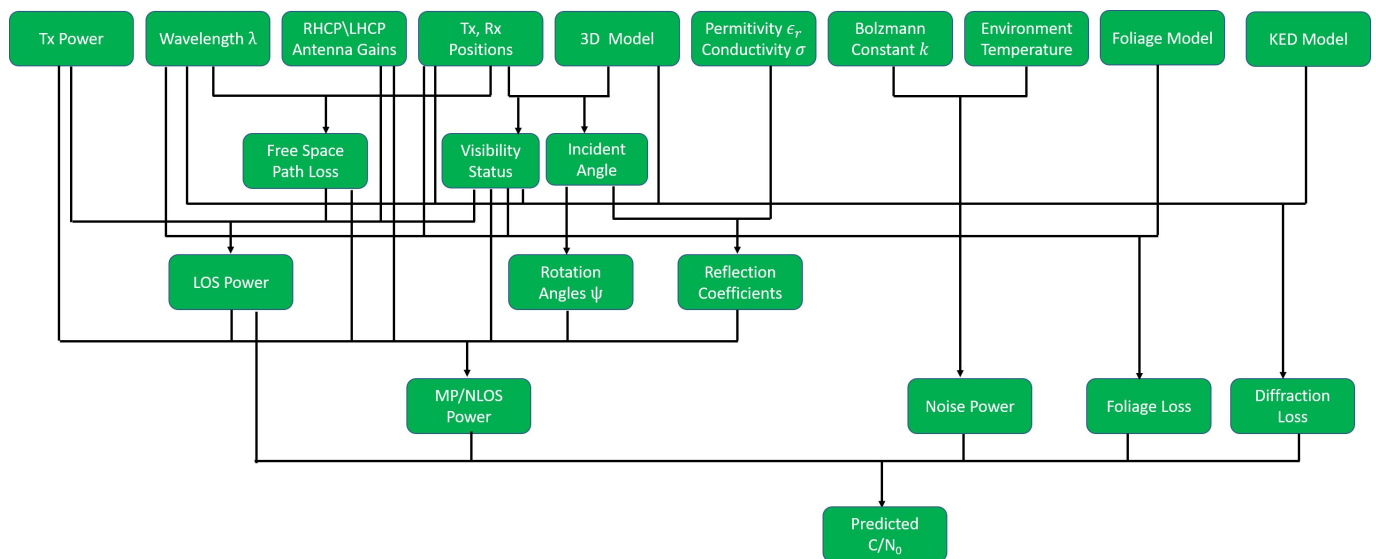 Tx Power
Wavelength λ
RHCP\LHCP
Antenna Gains
Tx, Rx
Positions
3D Model
Permitivity ϵr
Conductivity σ
Bolzmann
Constant k
Environment
Temperature
Foliage Model
KED Model
Free Space
Path Loss
Visibility
Status
Incident
Angle
LOS Power
Rotation
Angles ψ
Reflection
Coefficients
MP/NLOS
Power
Noise Power
Foliage Loss
Diffraction
Loss
Predicted
C/N₀